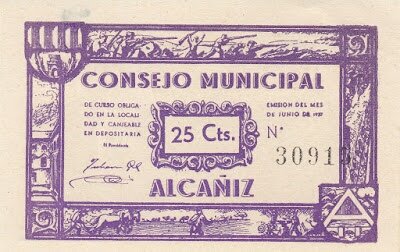 CONSEJO MUNICIPAL
DE CURSO OBLIGA
DO EN LA LOCALI
DAD Y CANJEABLE
EN DEPOSITARIA
El Presidente
25 Cts.
EMISION DEL MES
DE JUNIO DE 1937
Nº
3091
ALCAÑIZ